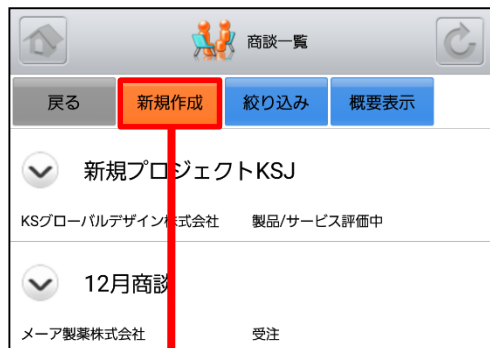 商談一覧
戻る 新規作成 絞り込み 概要表示
新規プロジェクトKSJ
KSグローバルデザイン株式会社 製品/サービス評価中
12月商談
メーア製薬株式会社 受注